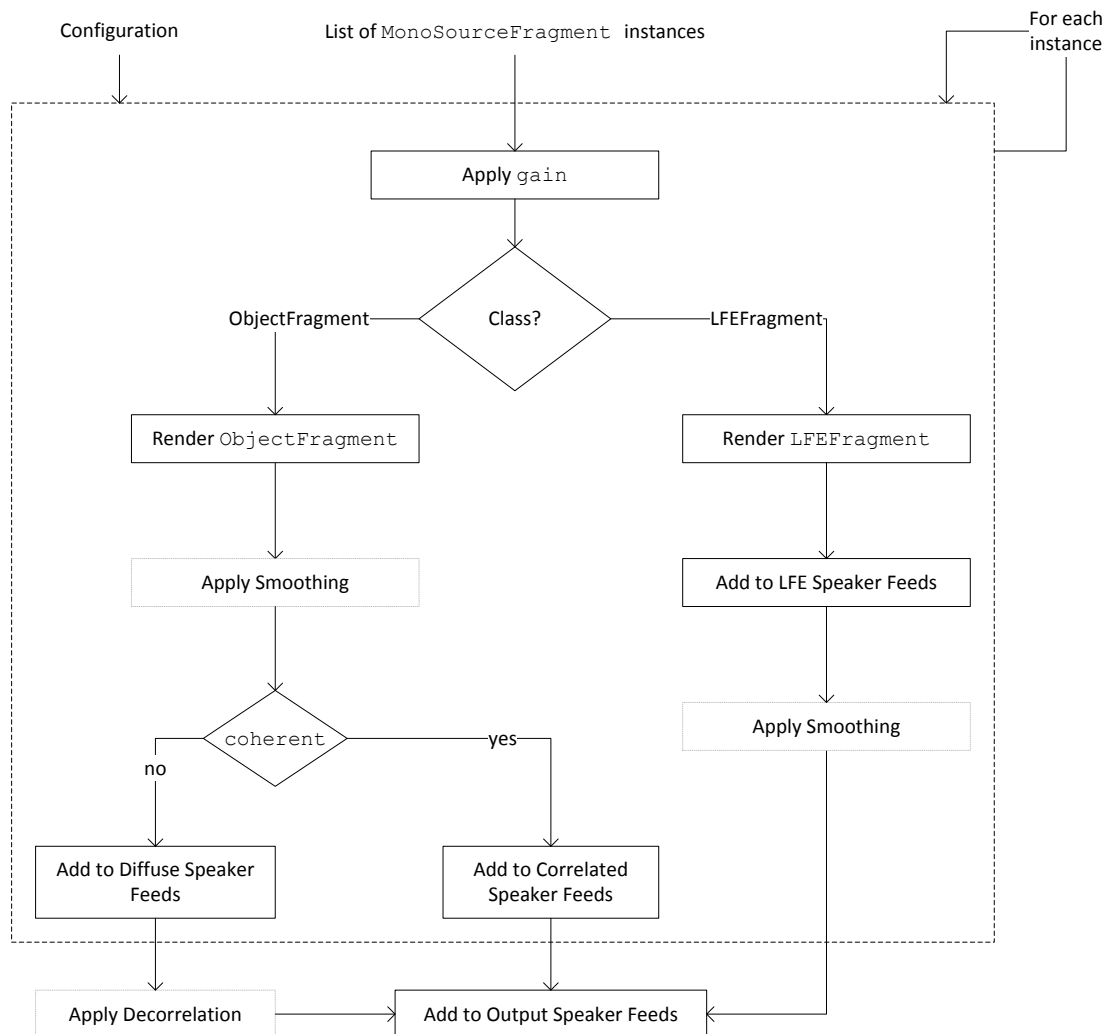 Configuration
List of MonoSourceFragment instances
For each
instance
Apply gain
ObjectFragment
Class?
LFEFragment
Render ObjectFragment
Render LFEFragment
Apply Smoothing
Add to LFE Speaker Feeds
coherent
yes
no
Apply Smoothing
Add to Diffuse Speaker
Feeds
Add to Correlated
Speaker Feeds
Apply Decorrelation
Add to Output Speaker Feeds